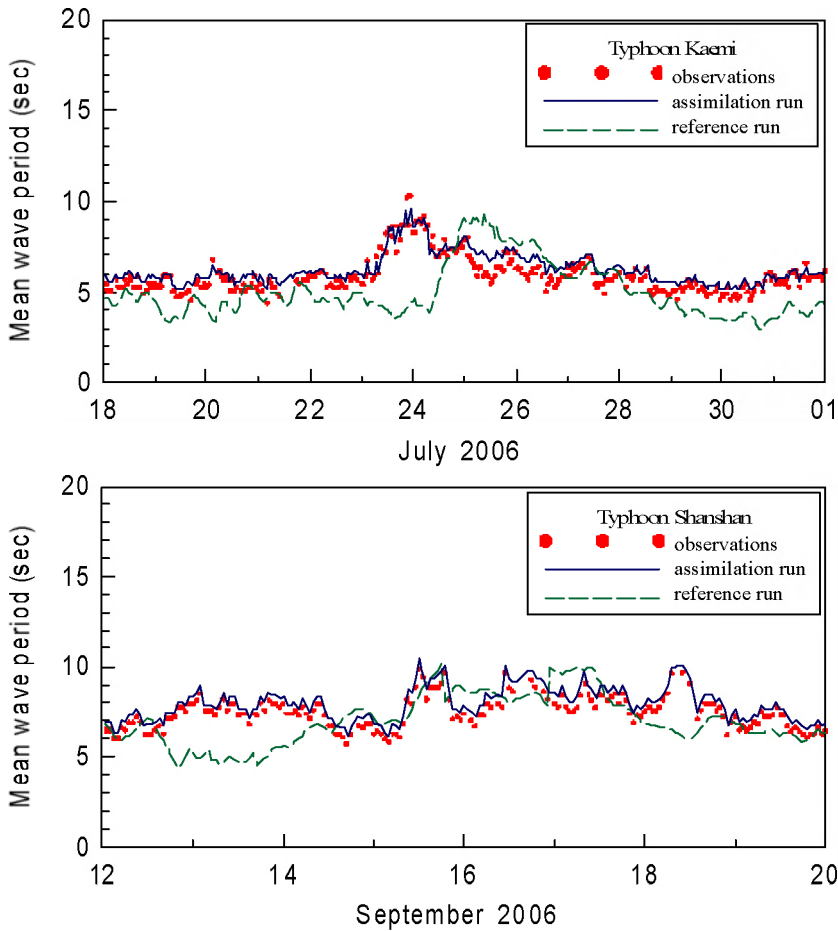 20
15
10
5
0
Mean wave period (sec)
Typhoon Kaemi
observations
assimilation run
reference run
18 20 22 24 26 28 30 01
July 2006
20
15
10
5
0
Mean wave period (sec)
Typhoon Shanshan
observations
assimilation run
reference run
12 14 16 18 20
September 2006